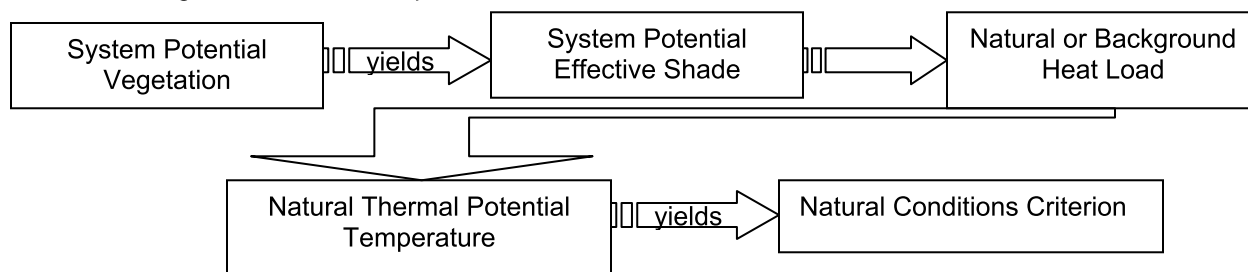 System Potential
Vegetation
yields
System Potential
Effective Shade
Natural or Background
Heat Load
Natural Thermal Potential
Temperature
yields
Natural Conditions Criterion